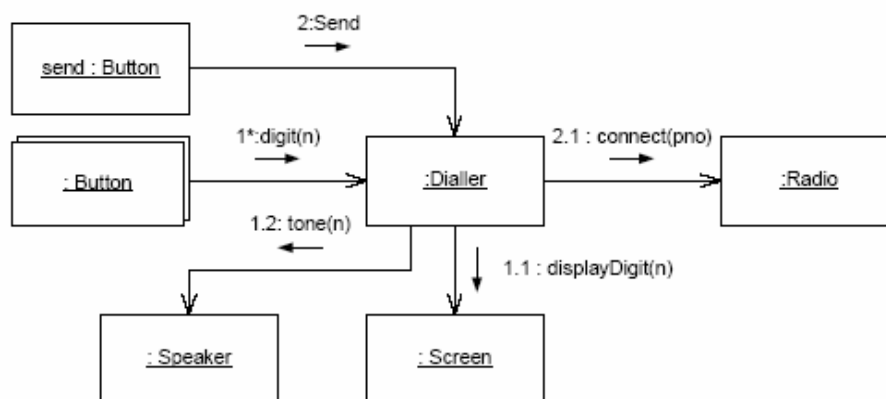 2:Send
send : Button
1*:digit(n)
2.1 : connect(pno)
: Button
:Dialler
:Radio
1.2: tone(n)
1.1 : displayDigit(n)
: Speaker
: Screen